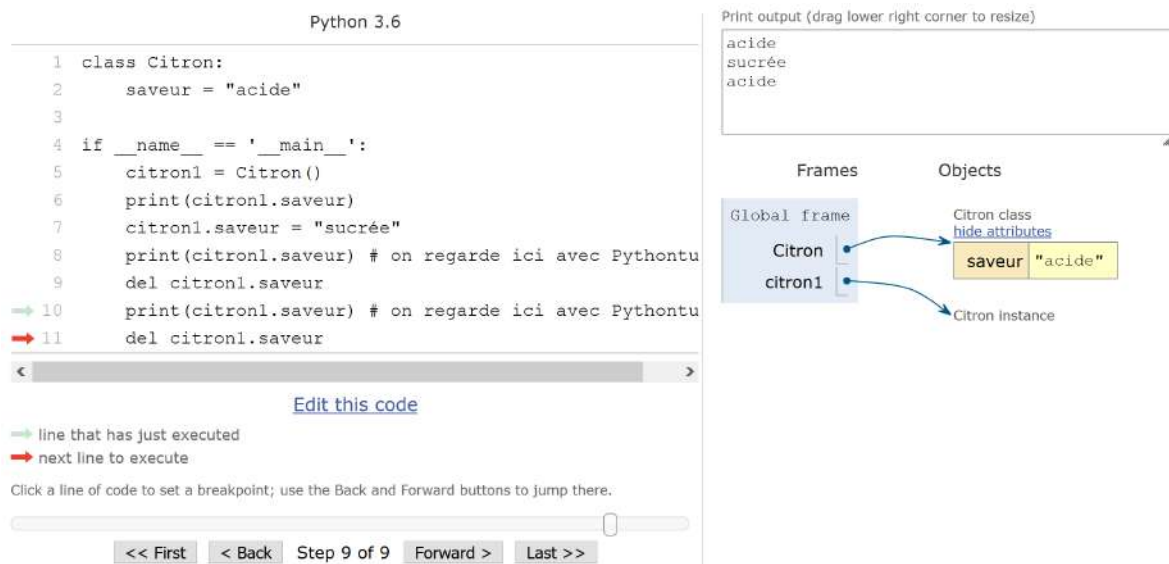 Python 3.6
1 class Citron:
2 saveur = "acide"
3
4 if __name__ == '__main__':
5 citron1 = Citron()
6 print(citron1.saveur)
7 citron1.saveur = "sucrée"
8 print(citron1.saveur) # on regarde ici avec Pythontu
9 del citron1.saveur
10 print(citron1.saveur) # on regarde ici avec Pythontu
11 del citron1.saveur
Edit this code
line that has just executed
next line to execute
Click a line of code to set a breakpoint; use the Back and Forward buttons to jump there.
<< First < Back Step 9 of 9 Forward > Last >>
Print output (drag lower right corner to resize)
acide
sucrée
acide
Frames Objects
Global frame
Citron
citron1
Citron class
hide attributes
saveur "acide"
Citron instance